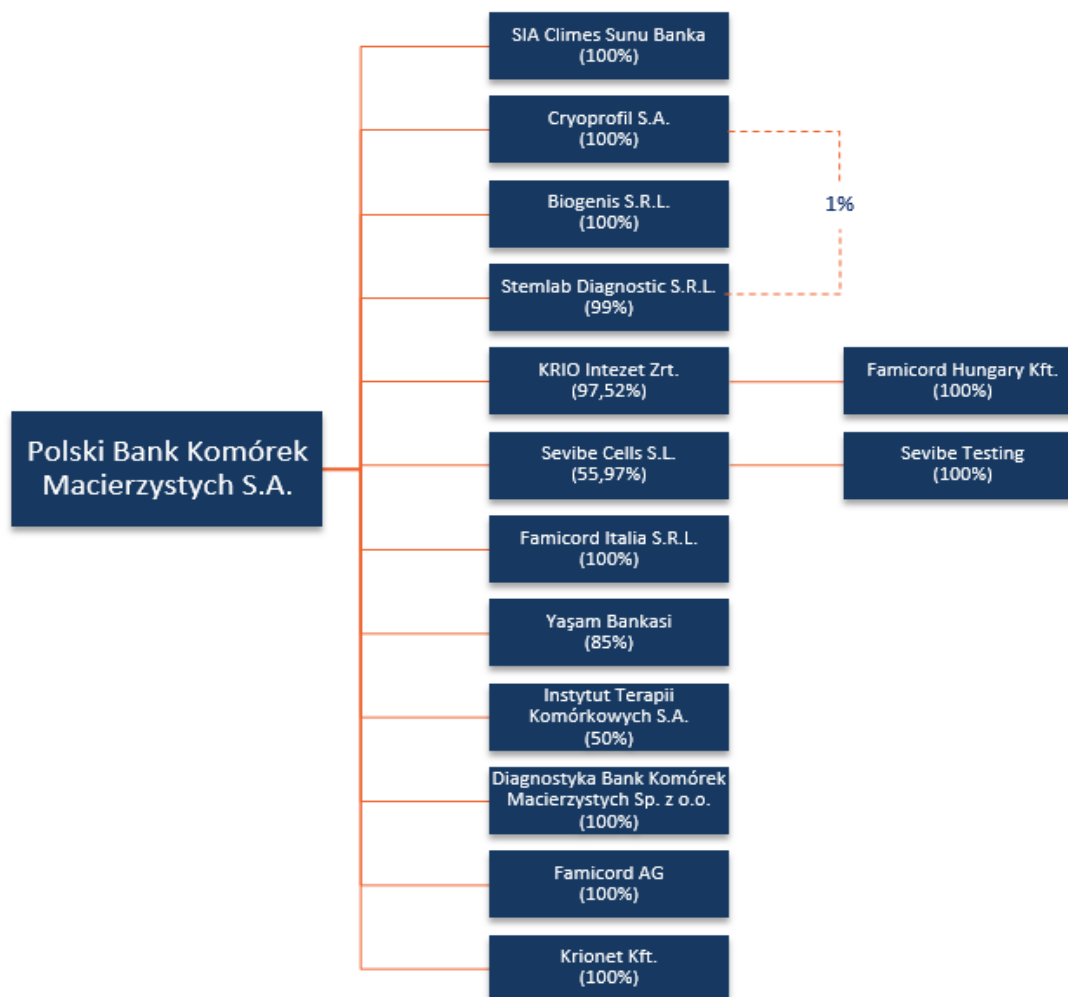 SIA Climes Sunu Banka
(100%)
Cryoprofil S.A.
(100%)
1%
Biogenis S.R.L.
(100%)
Stemlab Diagnostic S.R.L.
(99%)
KRIO Intezet Zrt.
(97,52%)
Famicord Hungary Kft.
(100%)
Polski Bank Komórek
Macierzystych S.A.
Sevibe Cells S.L.
(55,97%)
Sevibe Testing
(100%)
Famicord Italia S.R.L.
(100%)
Yaşam Bankasi
(85%)
Instytut Terapii
Komórkowych S.A.
(50%)
Diagnostyka Bank Komórek
Macierzystych Sp. z o.o.
(100%)
Famicord AG
(100%)
Krionet Kft.
(100%)